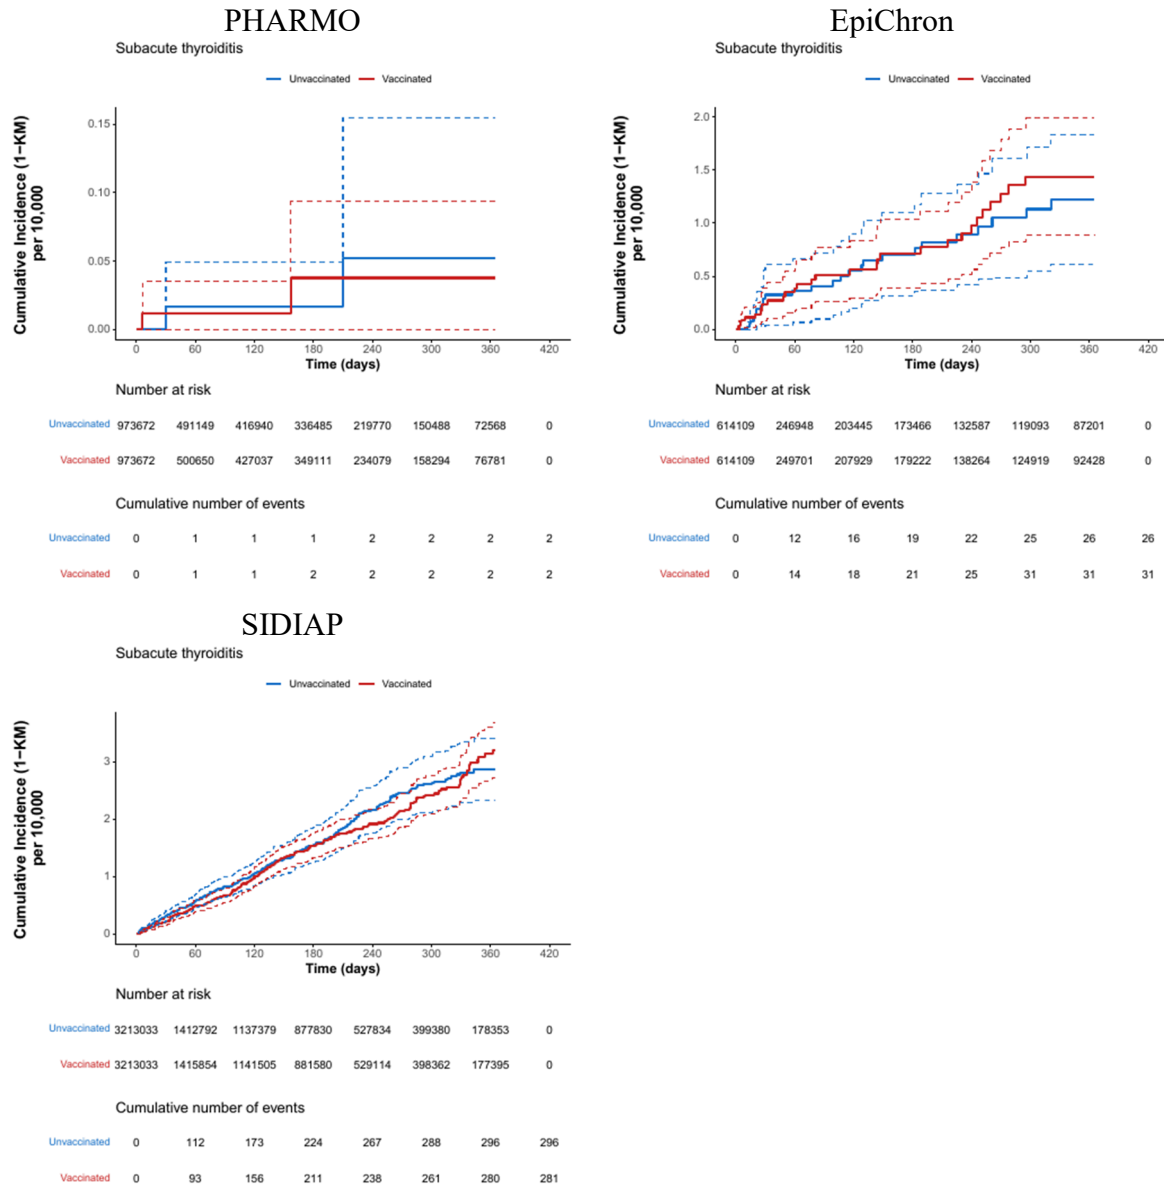 PHARMO
Subacute thyroiditis
Unvaccinated Vaccinated
Cumulative Incidence (1−KM)
per 10,000
0.15
0.10
0.05
0.00
0 60 120 180 240 300 360 420
Time (days)
Number at risk
Unvaccinated 973672 491149 416940 336485 219770 150488 72568 0
Vaccinated 973672 500650 427037 349111 234079 158294 76781 0
Cumulative number of events
Unvaccinated 0 1 1 1 2 2 2 2
Vaccinated 0 1 1 2 2 2 2 2
EpiChron
Subacute thyroiditis
Unvaccinated Vaccinated
Cumulative Incidence (1−KM)
per 10,000
2.0
1.5
1.0
0.5
0.0
0 60 120 180 240 300 360 420
Time (days)
Number at risk
Unvaccinated 614109 246948 203445 173466 132587 119093 87201 0
Vaccinated 614109 249701 207929 179222 138264 124919 92428 0
Cumulative number of events
Unvaccinated 0 12 16 19 22 25 26 26
Vaccinated 0 14 18 21 25 31 31 31
SIDIAP
Subacute thyroiditis
Unvaccinated Vaccinated
Cumulative Incidence (1−KM)
per 10,000
3
2
1
0
0 60 120 180 240 300 360 420
Time (days)
Number at risk
Unvaccinated 3213033 1412792 1137379 877830 527834 399380 178353 0
Vaccinated 3213033 1415854 1141505 881580 529114 398362 177395 0
Cumulative number of events
Unvaccinated 0 112 173 224 267 288 296 296
Vaccinated 0 93 156 211 238 261 280 281